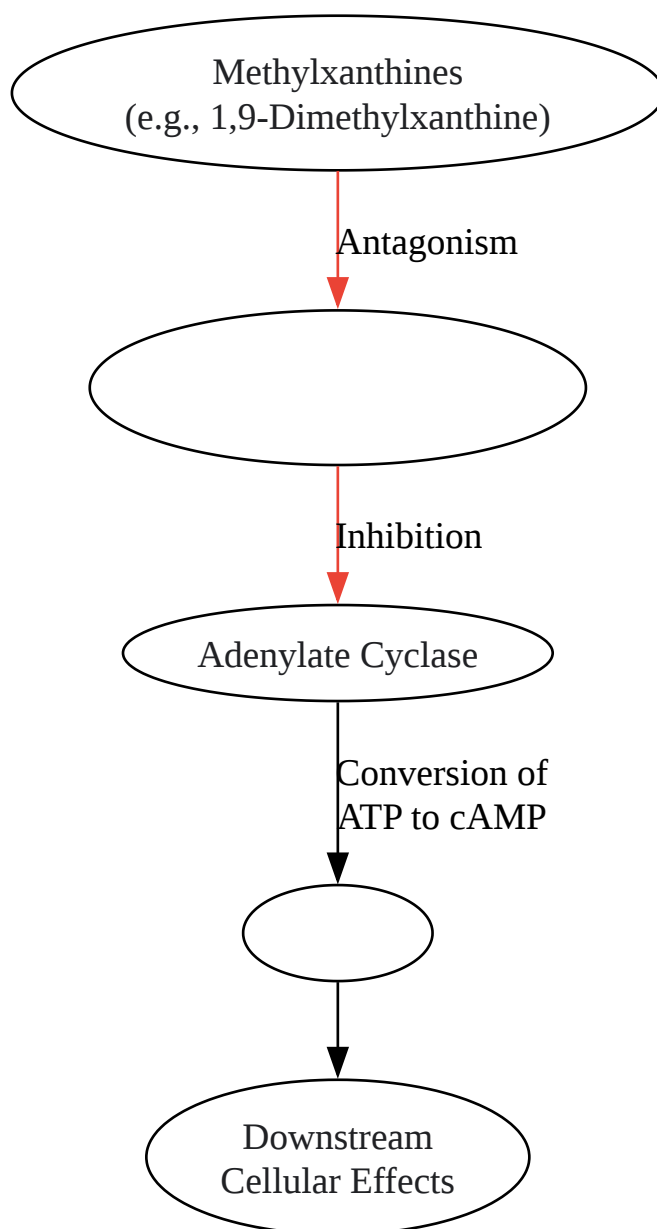 Methylxanthines
(e.g., 1,9-Dimethylxanthine)
Antagonism
Inhibition
Adenylate Cyclase
Conversion of
ATP to cAMP
Downstream
Cellular Effects